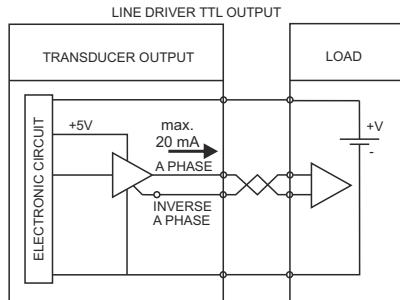 LINE DRIVER TTL OUTPUT
TRANSDUCER OUTPUT
LOAD
ELECTRONIC CIRCUIT
+5V
max.
20 mA
A PHASE
INVERSE
A PHASE
+V
-